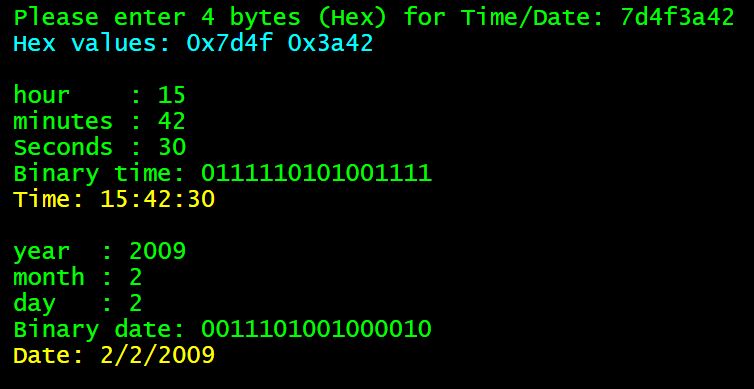 Please enter 4 bytes (Hex) for Time/Date: 7d4f3a42
Hex values: 0x7d4f 0x3a42
hour    : 15
minutes : 42
Seconds : 30
Binary time: 0111110101001111
Time: 15:42:30
year  : 2009
month : 2
day   : 2
Binary date: 0011101001000010
Date: 2/2/2009